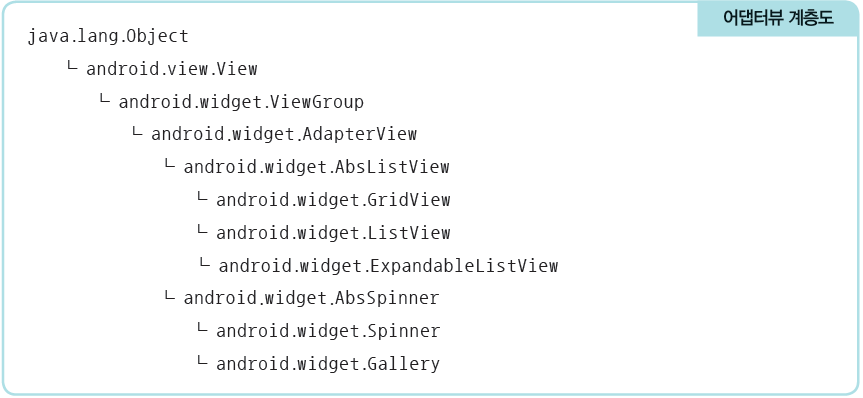 어댑터뷰 계층도
java.lang.Object
└ android.view.View
└ android.widget.ViewGroup
└ android.widget.AdapterView
└ android.widget.AbsListView
└ android.widget.GridView
└ android.widget.ListView
└ android.widget.ExpandableListView
└ android.widget.AbsSpinner
└ android.widget.Spinner
└ android.widget.Gallery